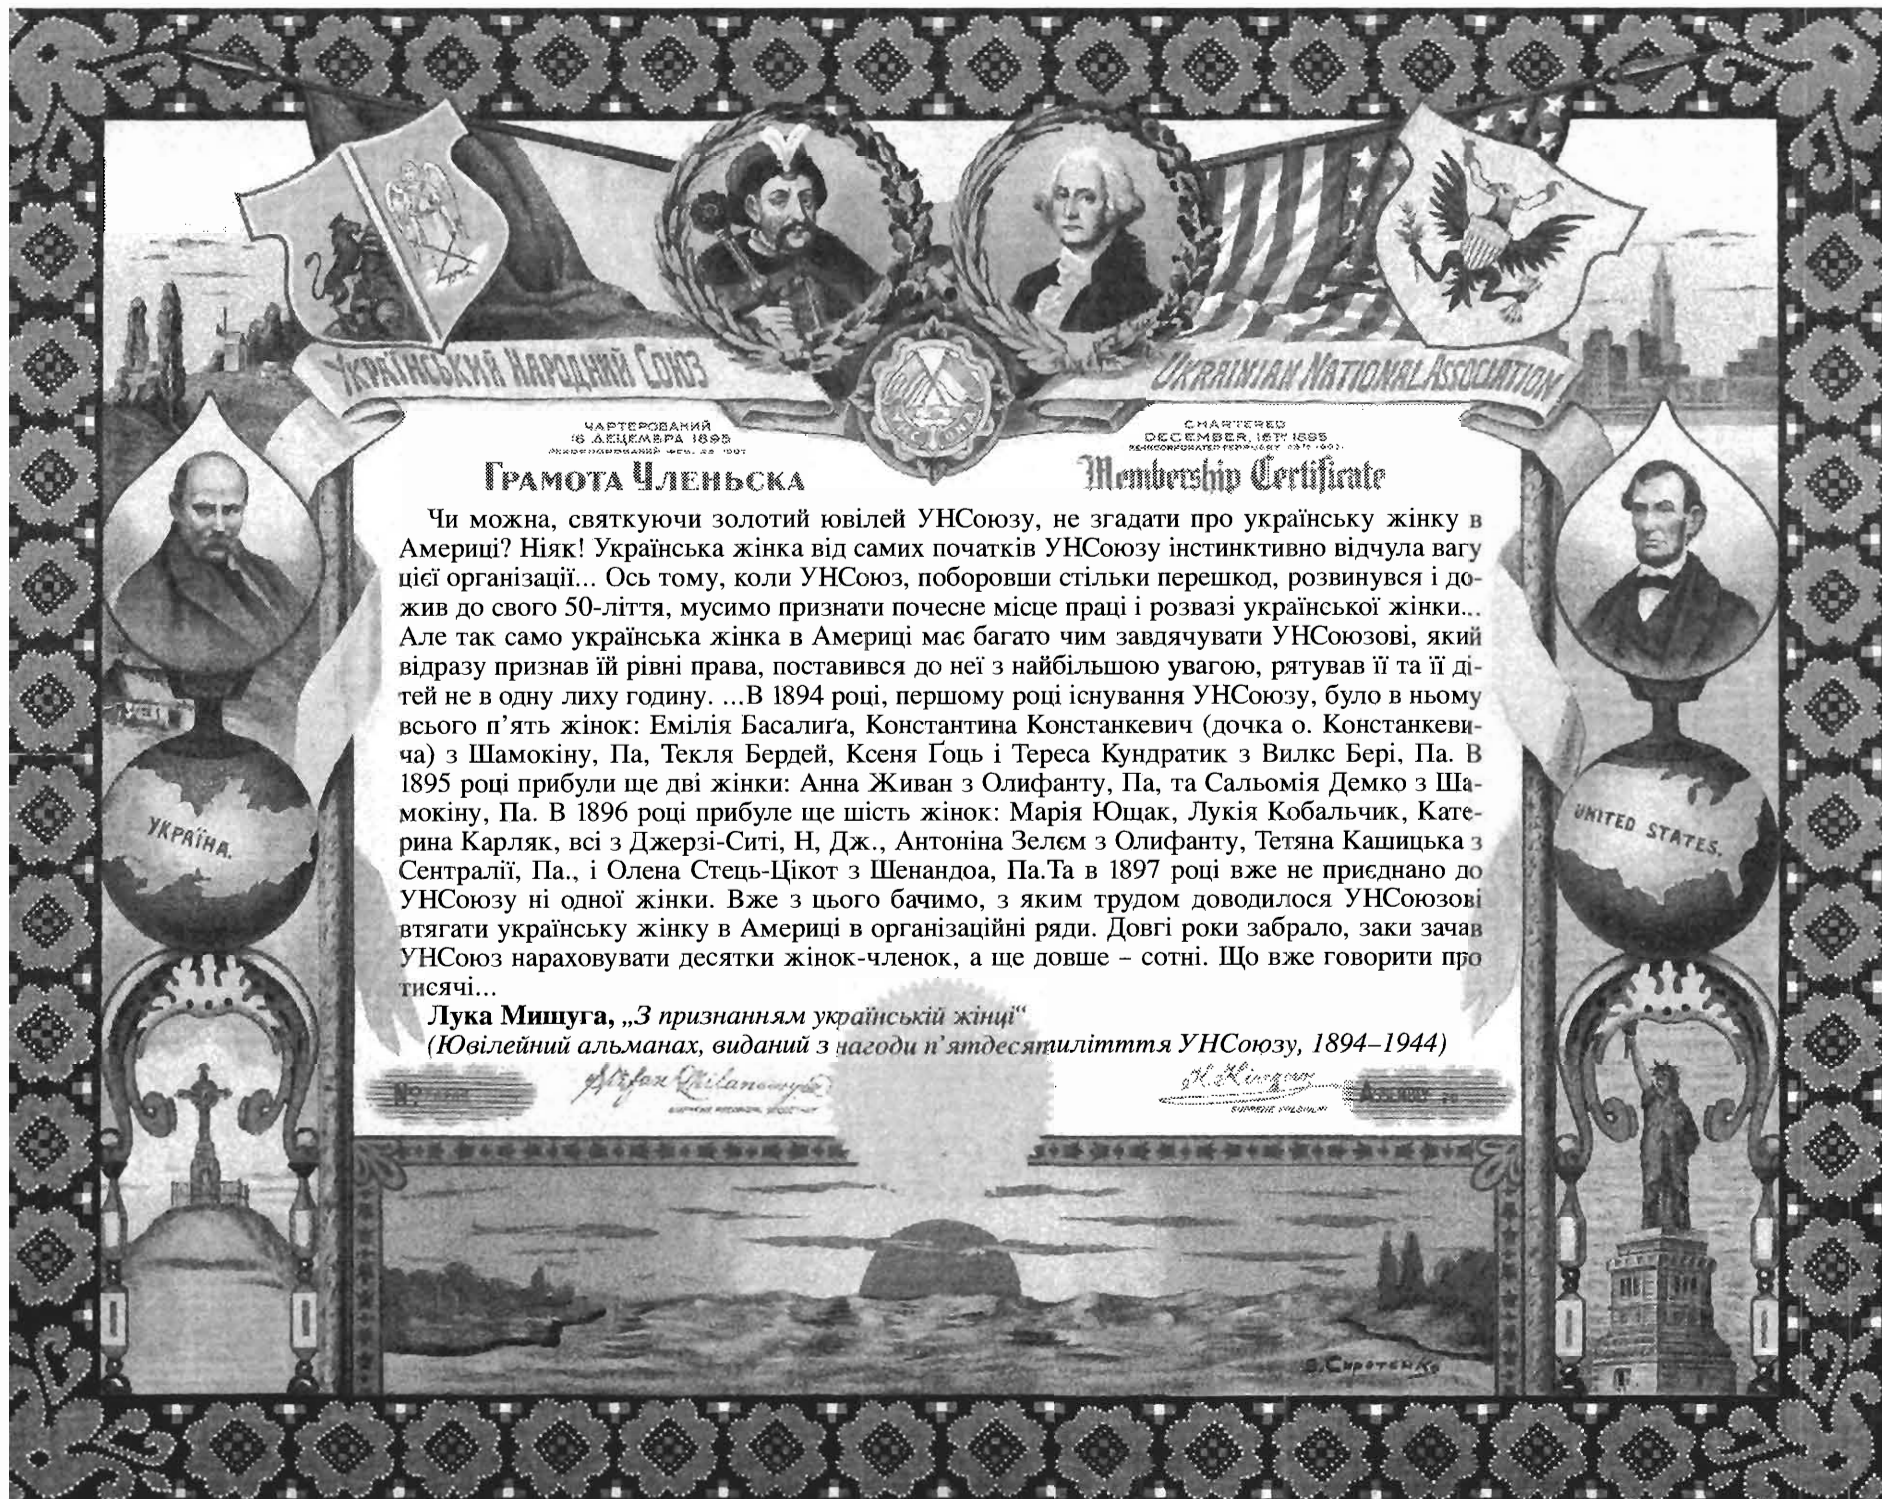 УКРАЇНСЬКИЙ НАРОДНИЙ СОЮЗ
UKRAINIAN NATIONAL ASSOCIATION
ЧАРТЕРОВАНИЙ
16 ДЕЦЕМБРА 1895
ГРАМОТА ЧЛЕНЬСКА
CHARTERED
DECEMBER, 16TH 1895
Membership Certificate
Чи можна, святкуючи золотий ювілей УНСоюзу, не згадати про українську жінку в
Америці? Ніяк! Українська жінка від самих початків УНСоюзу інстинктивно відчула вагу
цієї організації... Ось тому, коли УНСоюз, поборовши стільки перешкод, розвинувся і до-
жив до свого 50-ліття, мусимо признати почесне місце праці і розвазі української жінки...
Але так само українська жінка в Америці має багато чим завдячувати УНСоюзові, який
відразу признав їй рівні права, поставився до неї з найбільшою увагою, рятував її та її ді-
тей не в одну лиху годину. ...В 1894 році, першому році існування УНСоюзу, було в ньому
всього п'ять жінок: Емілія Басалиґа, Константина Констанкевич (дочка о. Констанкеви-
ча) з Шамокіну, Па, Текля Бердей, Ксеня Ґоць і Тереса Кундратик з Вилкс Бері, Па. В
1895 році прибули ще дві жінки: Анна Живан з Олифанту, Па, та Сальомія Демко з Ша-
мокіну, Па. В 1896 році прибуле ще шість жінок: Марія Ющак, Лукія Кобальчик, Кате-
рина Карляк, всі з Джерзі-Ситі, Н, Дж., Антоніна Зелєм з Олифанту, Тетяна Кашицька з
Сентралії, Па., і Олена Стець-Цікот з Шенандоа, Па.Та в 1897 році вже не приєднано до
УНСоюзу ні одної жінки. Вже з цього бачимо, з яким трудом доводилося УНСоюзові
втягати українську жінку в Америці в організаційні ряди. Довгі роки забрало, заки зачав
УНСоюз нараховувати десятки жінок-членок, а ще довше – сотні. Що вже говорити про
тисячі...
Лука Мишуга, „З признанням українській жінці“
(Ювілейний альманах, виданий з нагоди п'ятдесятилітття УНСоюзу, 1894–1944)
УКРАЇНА.
UNITED STATES.
No
Stefan
SUPREME
SUPREME
ASSEMBLY
В. Сиротенко